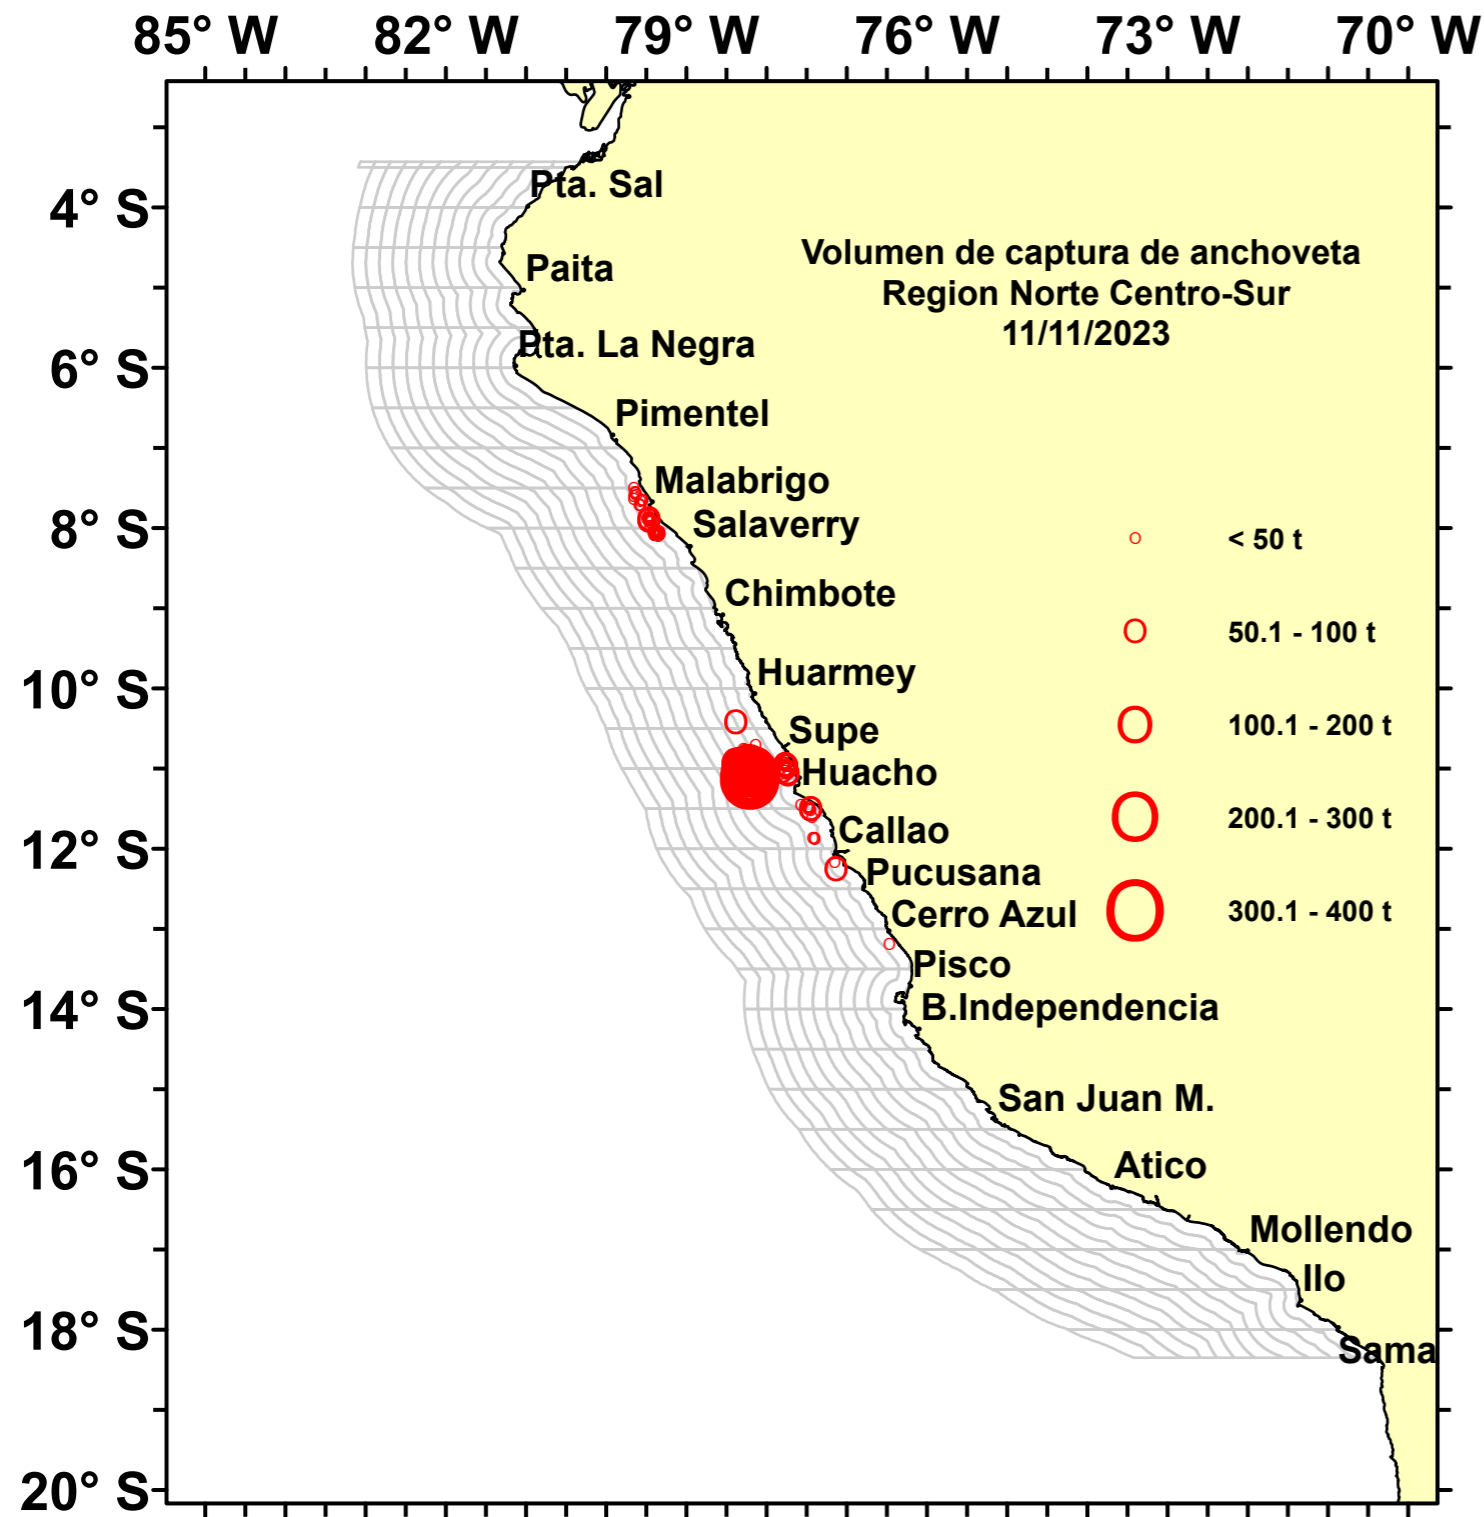 85° W 82° W 79° W 76° W 73° W 70° W
Pta. Sal
4° S
Volumen de captura de anchoveta
Region Norte Centro-Sur
11/11/2023
Paita
Pta. La Negra
6° S
Pimentel
Malabrigo
Salaverry
8° S
< 50 t
Chimbote
50.1 - 100 t
Huarmey
10° S
100.1 - 200 t
Supe
Huacho
200.1 - 300 t
Callao
12° S
Pucusana
300.1 - 400 t
Cerro Azul
Pisco
14° S
B.Independencia
San Juan M.
Atico
16° S
Mollendo
Ilo
18° S
Sama
20° S